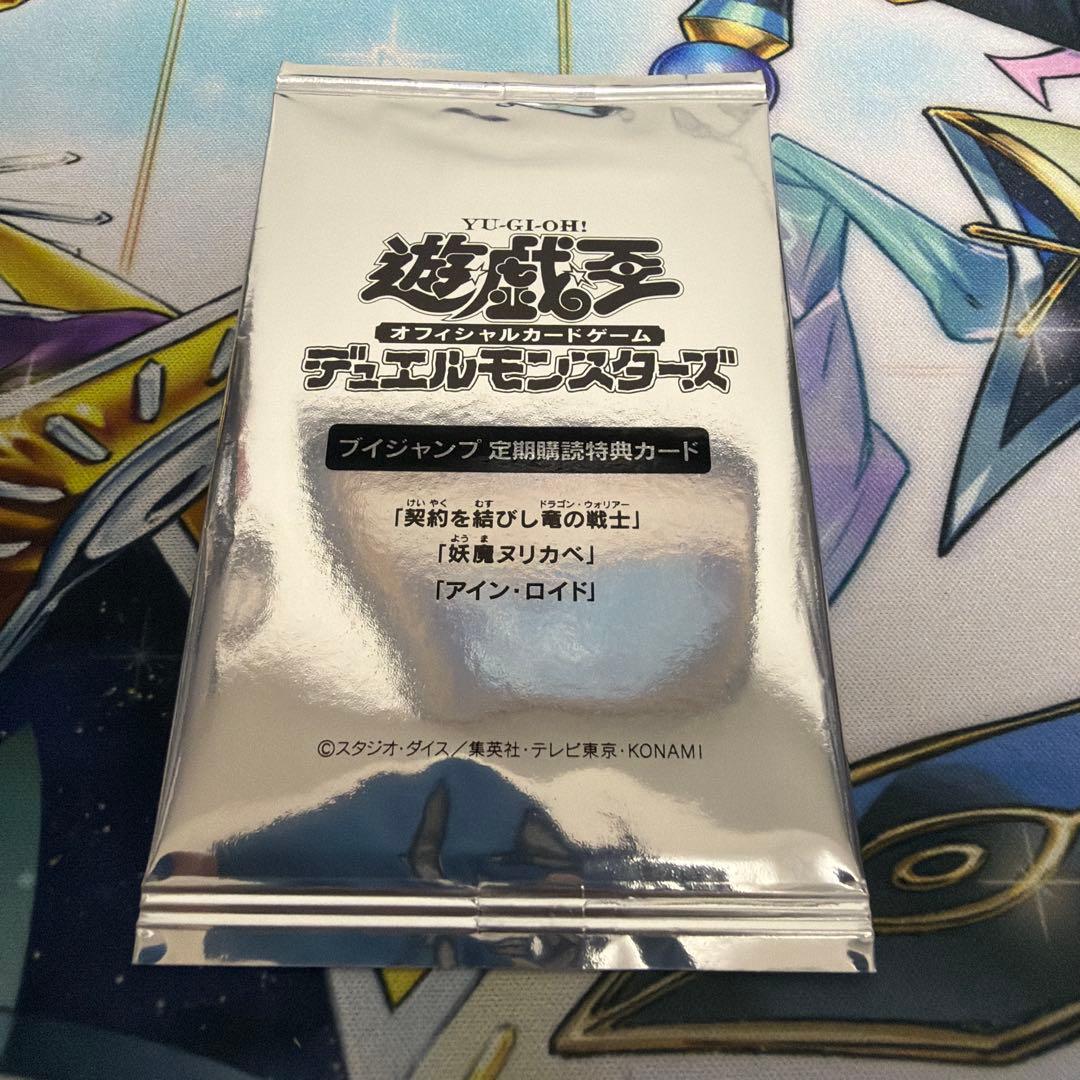 YU-GI-OH!
遊戯王
オフィシャルカードゲーム
デュエルモンスターズ
ブイジャンプ 定期購読特典カード
けいやく むす ドラゴン・ウォリアー
「契約を結びし竜の戦士」
ようま
「妖魔ヌリカベ」
「アイン・ロイド」
©スタジオ・ダイス／集英社・テレビ東京・KONAMI